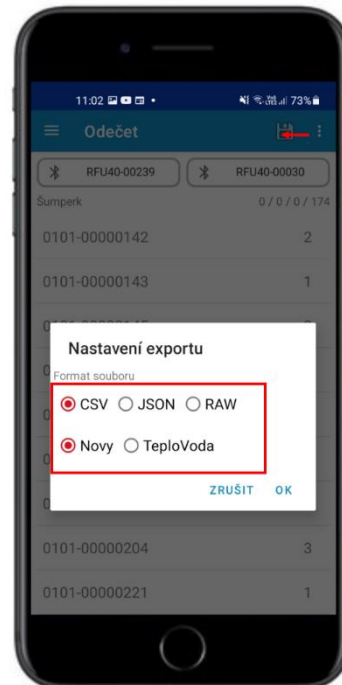 11:02 73%
Odečet
RFU40-00239 RFU40-00030
Šumperk 0 / 0 / 0 / 174
0101-00000142 2
0101-00000143 1
Nastavení exportu
Format souboru
CSV JSON RAW
Novy TeploVoda
ZRUŠIT OK
0101-00000204 3
0101-00000221 1